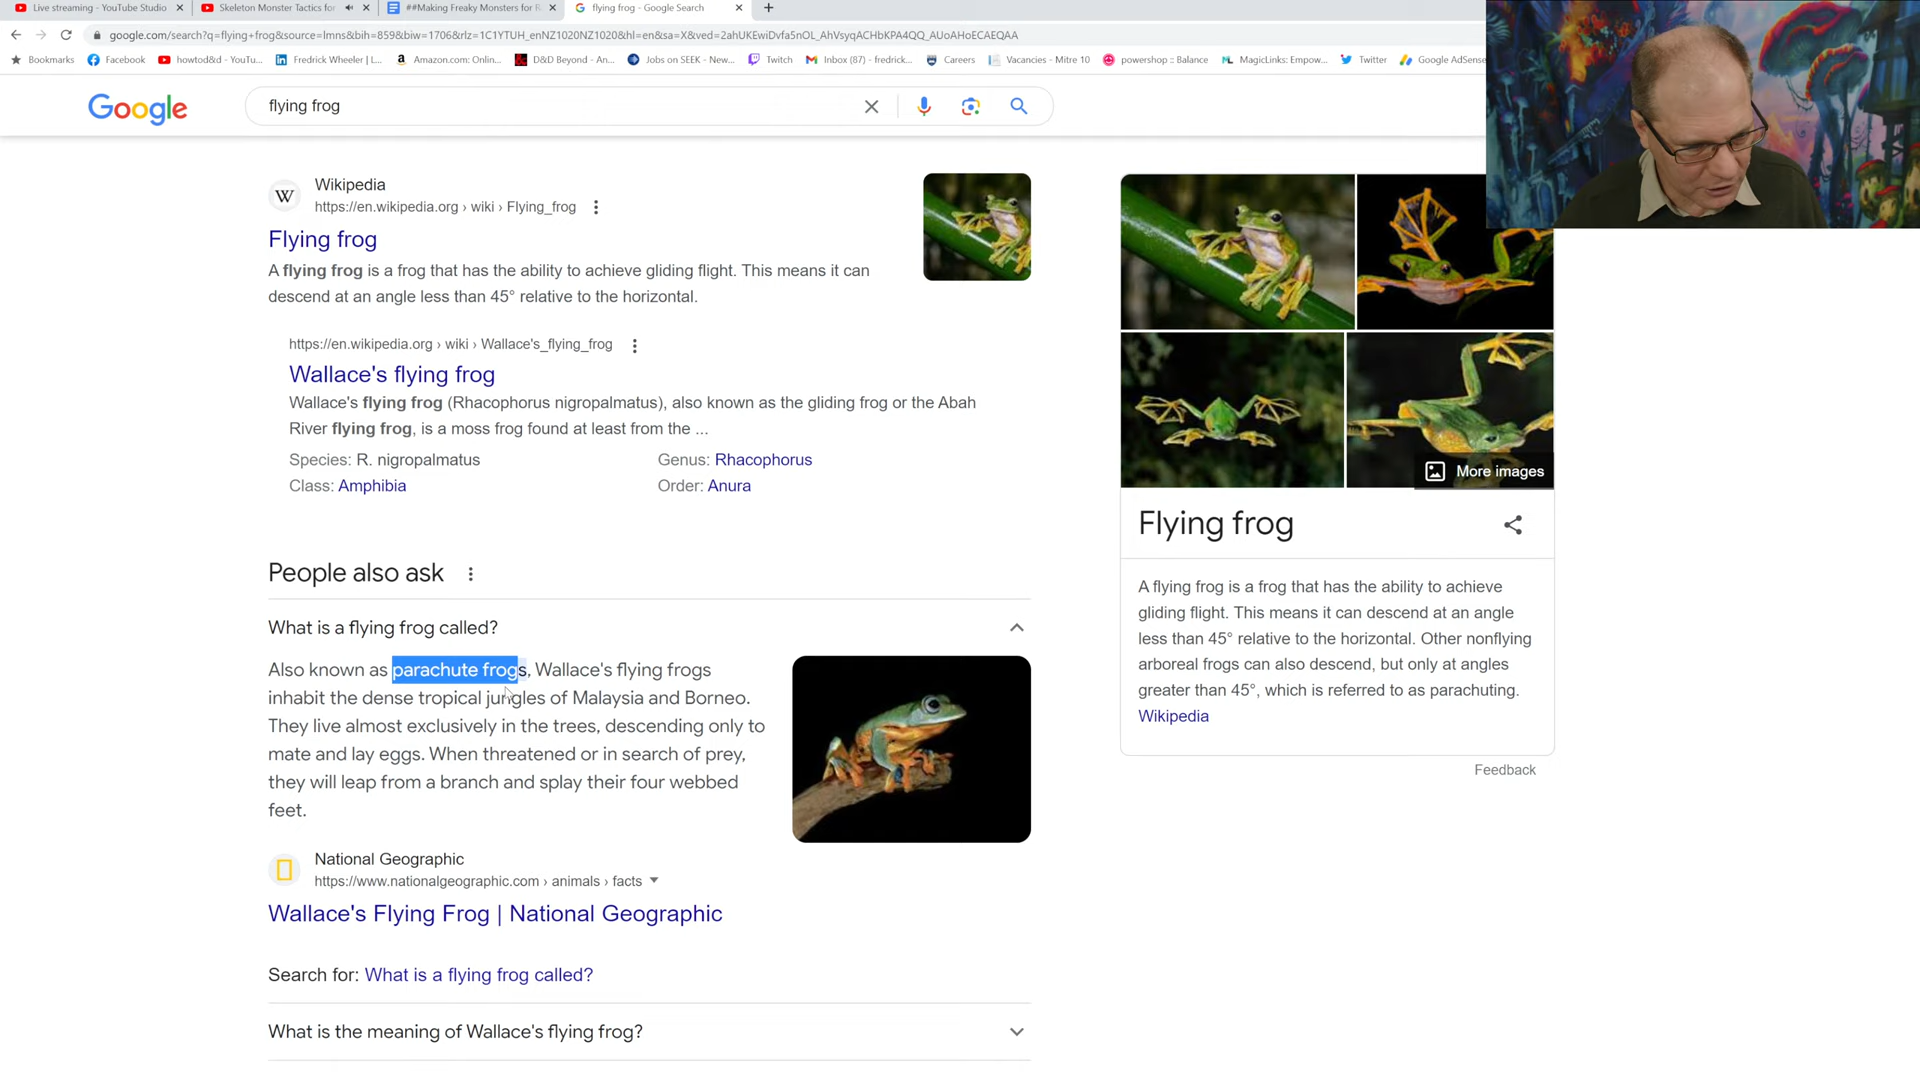 Live streaming - YouTube Studio
Skeleton Monster Tactics for
##Making Freaky Monsters for R
flying frog - Google Search
google.com/search?q=flying+frog&source=lmns&bih=859&biw=1706&rlz=1C1YTUH_enNZ1020NZ1020&hl=en&sa=X&ved=2ahUKEwiDvfa5nOL_AhVsyqACHbKPA4QQ_AUoAHoECAEQAA
Bookmarks
Facebook
howtod&d - YouTu...
Fredrick Wheeler | L...
Amazon.com: Onlin...
D&D Beyond - An...
Jobs on SEEK - New...
Twitch
Inbox (87) - fredrick...
Careers
Vacancies - Mitre 10
powershop :: Balance
MagicLinks: Empow...
Twitter
Google AdSense
Google
flying frog
W
Wikipedia
https://en.wikipedia.org › wiki › Flying_frog
Flying frog
A flying frog is a frog that has the ability to achieve gliding flight. This means it can
descend at an angle less than 45° relative to the horizontal.
https://en.wikipedia.org › wiki › Wallace's_flying_frog
Wallace's flying frog
Wallace's flying frog (Rhacophorus nigropalmatus), also known as the gliding frog or the Abah
River flying frog, is a moss frog found at least from the ...
Species: R. nigropalmatus
Genus: Rhacophorus
Class: Amphibia
Order: Anura
People also ask
What is a flying frog called?
Also known as parachute frogs, Wallace's flying frogs
inhabit the dense tropical jungles of Malaysia and Borneo.
They live almost exclusively in the trees, descending only to
mate and lay eggs. When threatened or in search of prey,
they will leap from a branch and splay their four webbed
feet.
National Geographic
https://www.nationalgeographic.com › animals › facts
Wallace's Flying Frog | National Geographic
Search for: What is a flying frog called?
What is the meaning of Wallace's flying frog?
More images
Flying frog
A flying frog is a frog that has the ability to achieve
gliding flight. This means it can descend at an angle
less than 45° relative to the horizontal. Other nonflying
arboreal frogs can also descend, but only at angles
greater than 45°, which is referred to as parachuting.
Wikipedia
Feedback